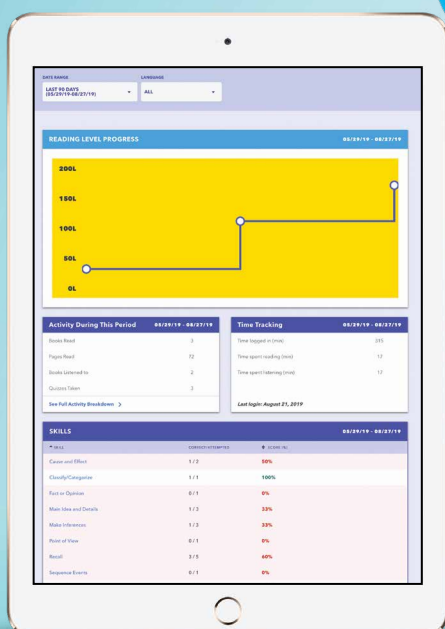 DATE RANGE LANGUAGE
LAST 90 DAYS
(05/29/19-08/27/19)
ALL
READING LEVEL PROGRESS 05/29/19 - 08/27/19
200L
150L
100L
50L
0L
Activity During This Period 05/29/19 - 08/27/19
Books Read 3
Pages Read 72
Books Listened to 2
Quizzes Taken 3
See Full Activity Breakdown >
Time Tracking 05/29/19 - 08/27/19
Time logged in (min)
Time spent reading (min) 17
Time spent listening (min) 17
Last login: August 21, 2019
SKILLS 05/29/19 - 08/27/19
SKILL CORRECT/ATTEMPTED SCORE (%)
Cause and Effect 50%
Classify/Categorize 1 / 1 100%
Fact or Opinion 0 / 1 0%
Main Idea and Details 1 / 3 33%
Make Inferences 1 / 3 33%
Point of View 0 / 1 0%
Recall 3 / 5 60%
Sequence Events 0 / 1 0%